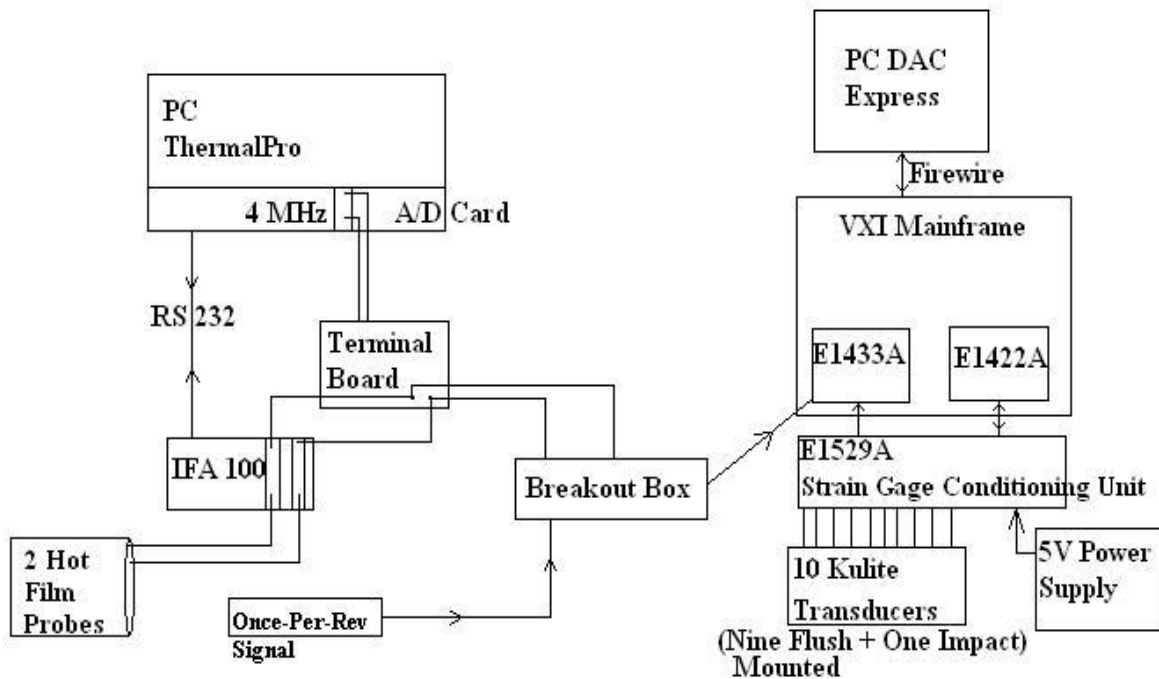 PC DAC
Express
PC
ThermalPro
Firewire
4 MHz
A/D Card
VXI Mainframe
RS 232
Terminal
Board
E1433A
E1422A
IFA 100
E1529A
Strain Gage Conditioning Unit
Breakout Box
2 Hot
Film
Probes
10 Kulite
Transducers
5V Power
Supply
Once-Per-Rev
Signal
(Nine Flush + One Impact)
Mounted